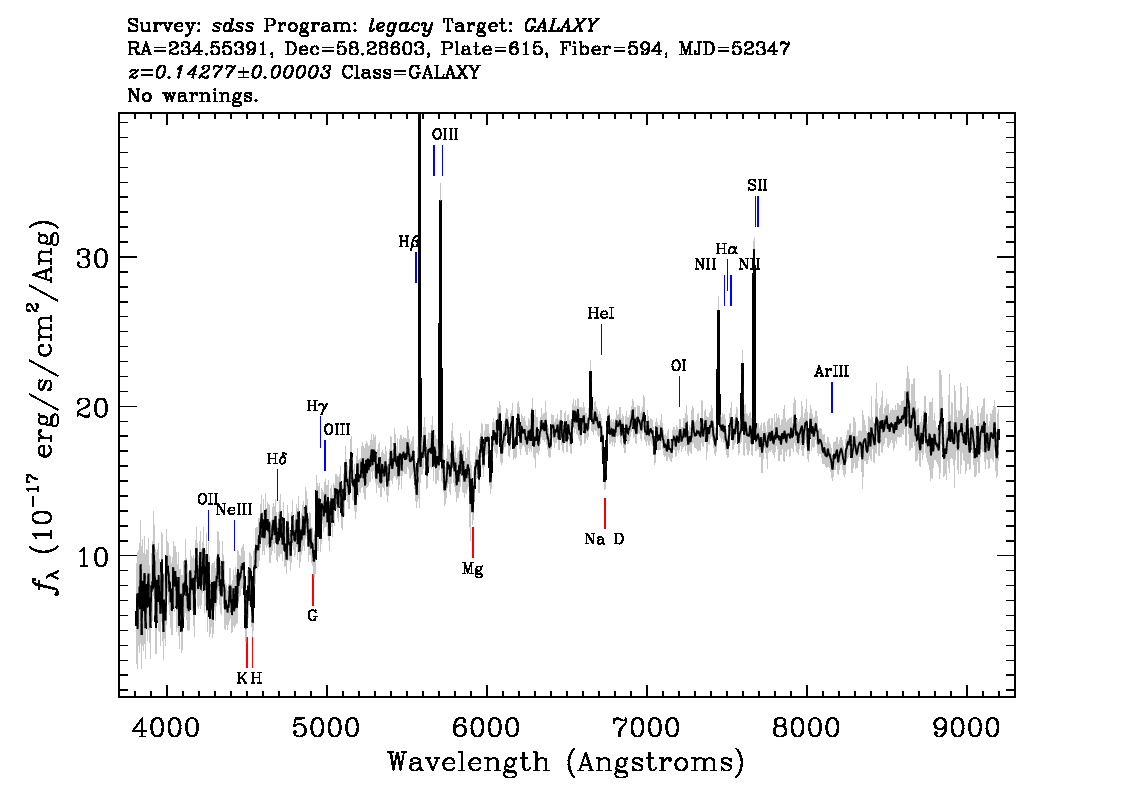 Survey: sdss Program: legacy Target: GALAXY
RA=234.55391, Dec=58.28603, Plate=615, Fiber=594, MJD=52347
z=0.14277±0.00003 Class=GALAXY
No warnings.
OIII
SII
Hβ
Hα
NII NII
30
HeI
OI
ArIII
20
Hγ
OIII
Hδ
OII
NeIII
Na D
10
Mg
G
K H
4000 5000 6000 7000 8000 9000
Wavelength (Angstroms)
f_λ (10^−17 erg/s/cm^2/Ang)